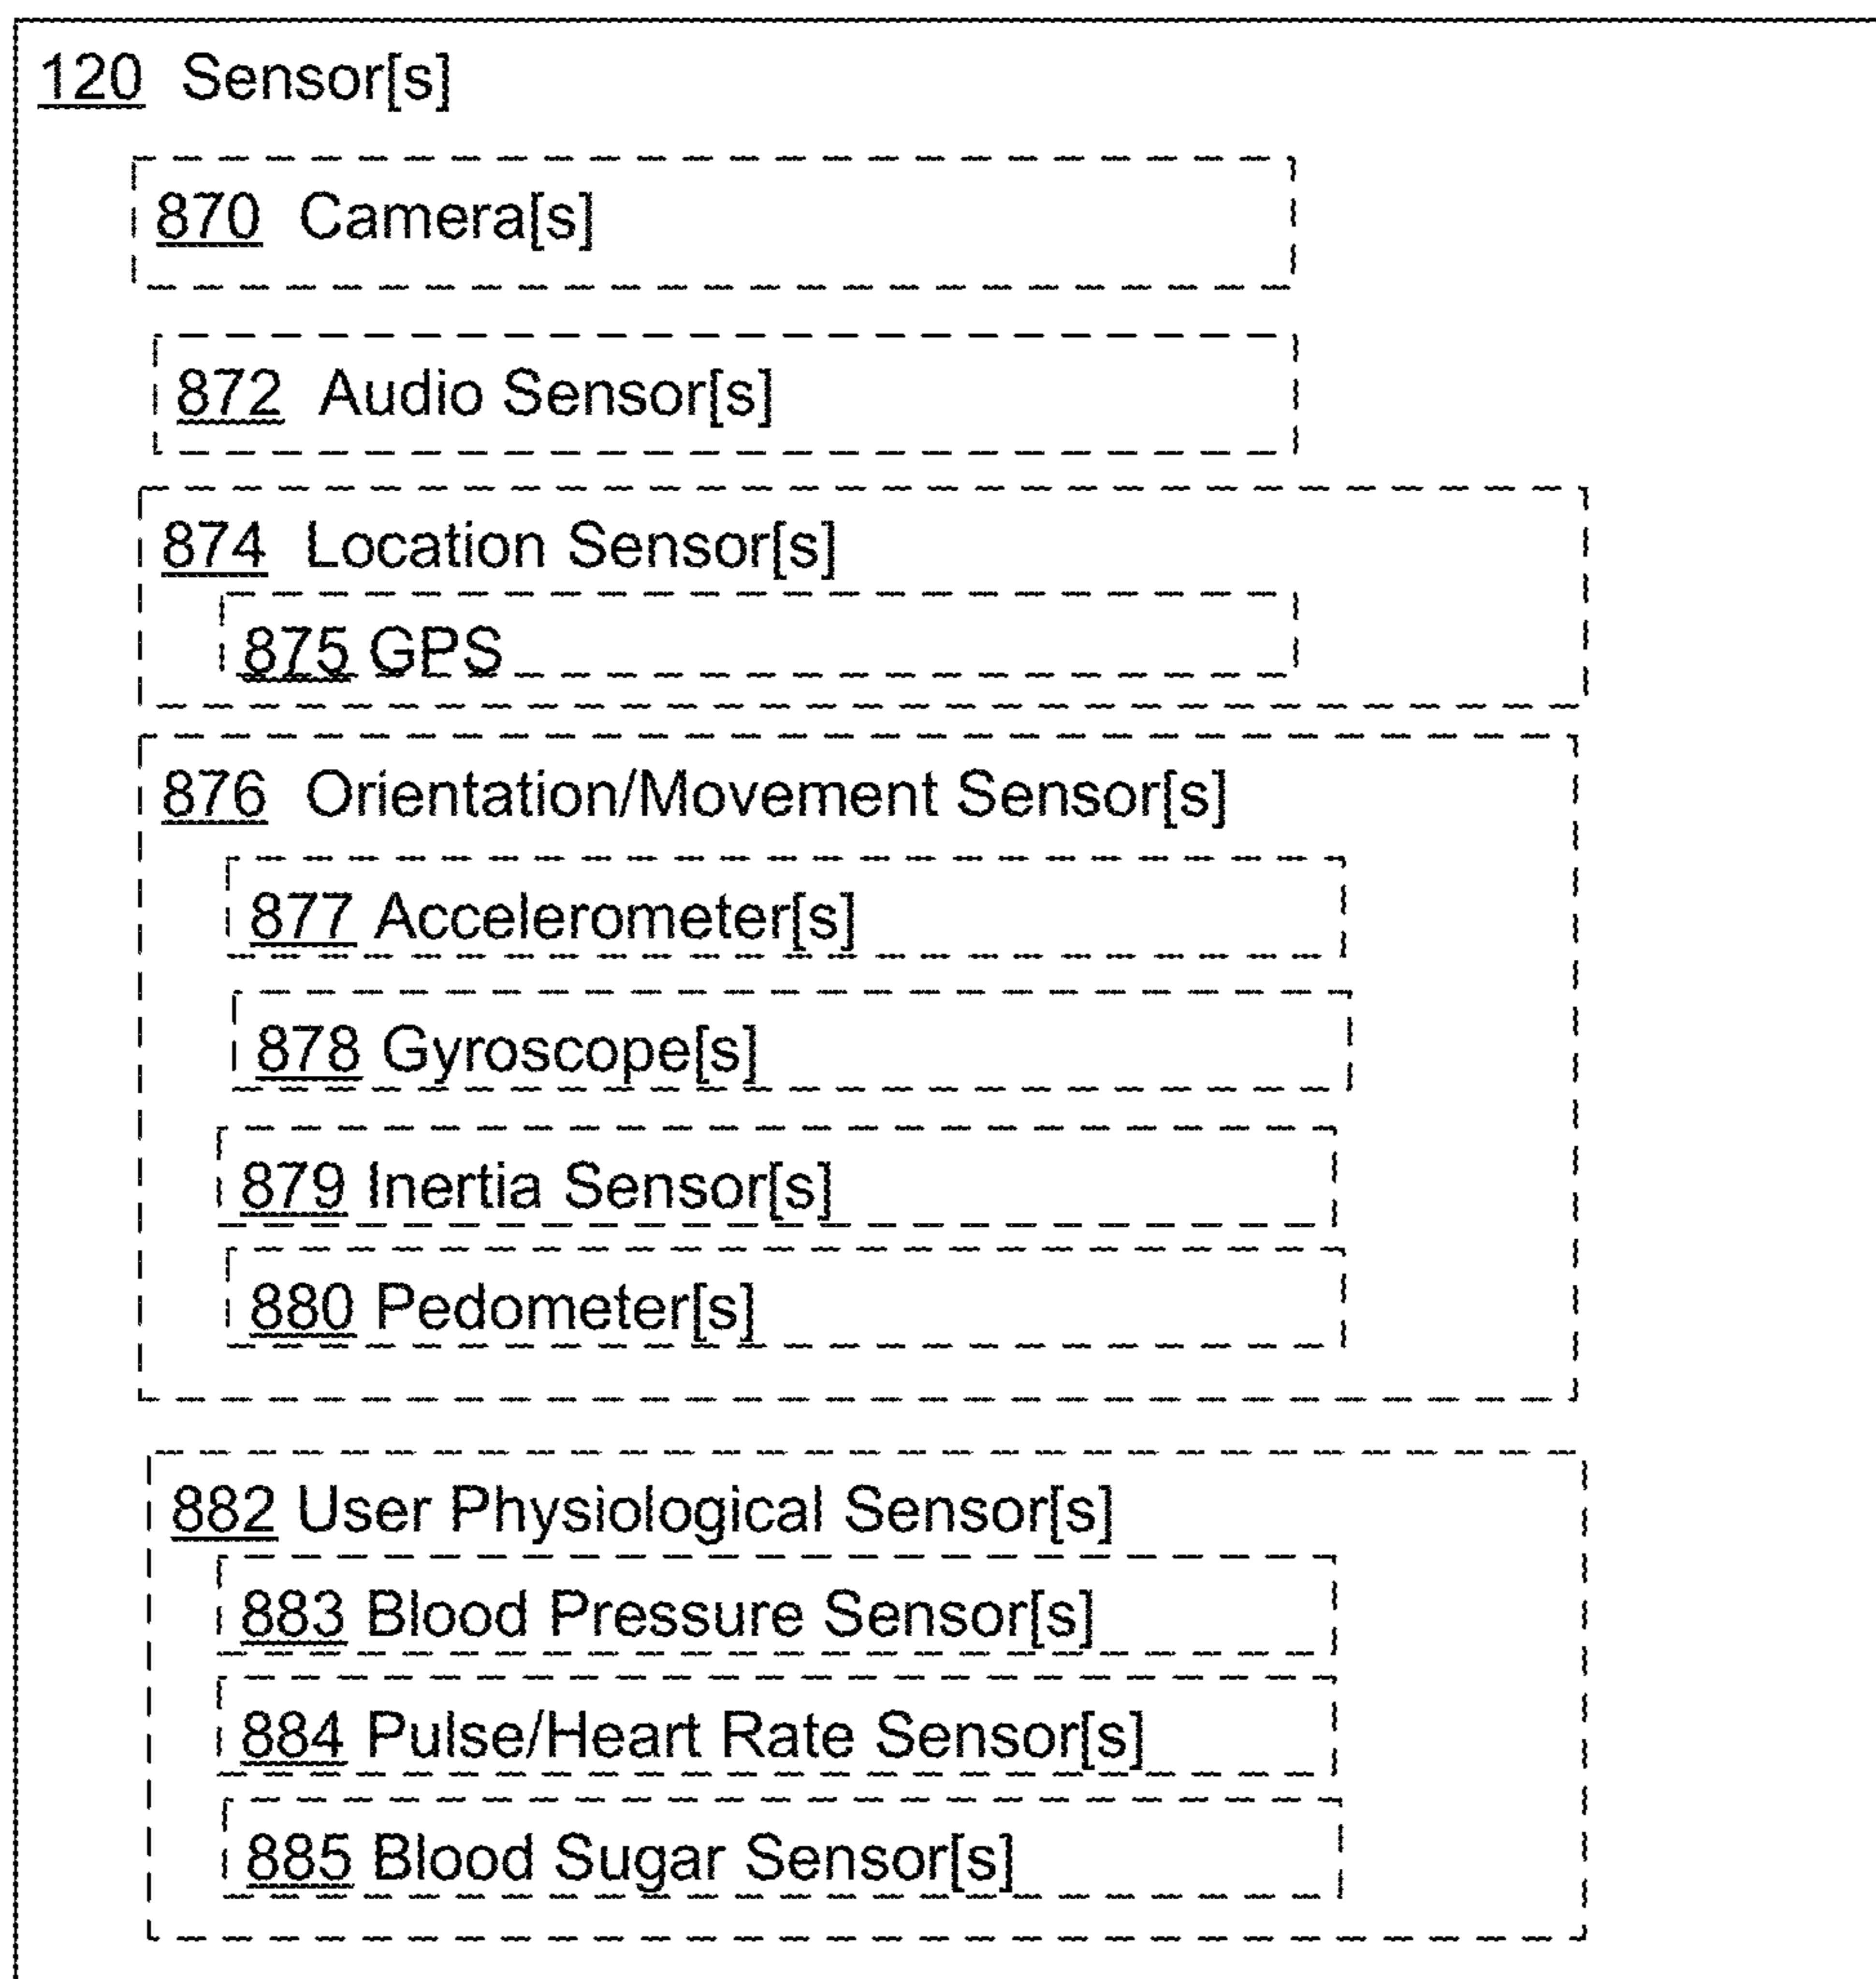 120 Sensor[s]
870 Camera[s]
872 Audio Sensor[s]
874 Location Sensor[s]
875 GPS
876 Orientation/Movement Sensor[s]
877 Accelerometer[s]
878 Gyroscope[s]
879 Inertia Sensor[s]
880 Pedometer[s]
882 User Physiological Sensor[s]
883 Blood Pressure Sensor[s]
884 Pulse/Heart Rate Sensor[s]
885 Blood Sugar Sensor[s]